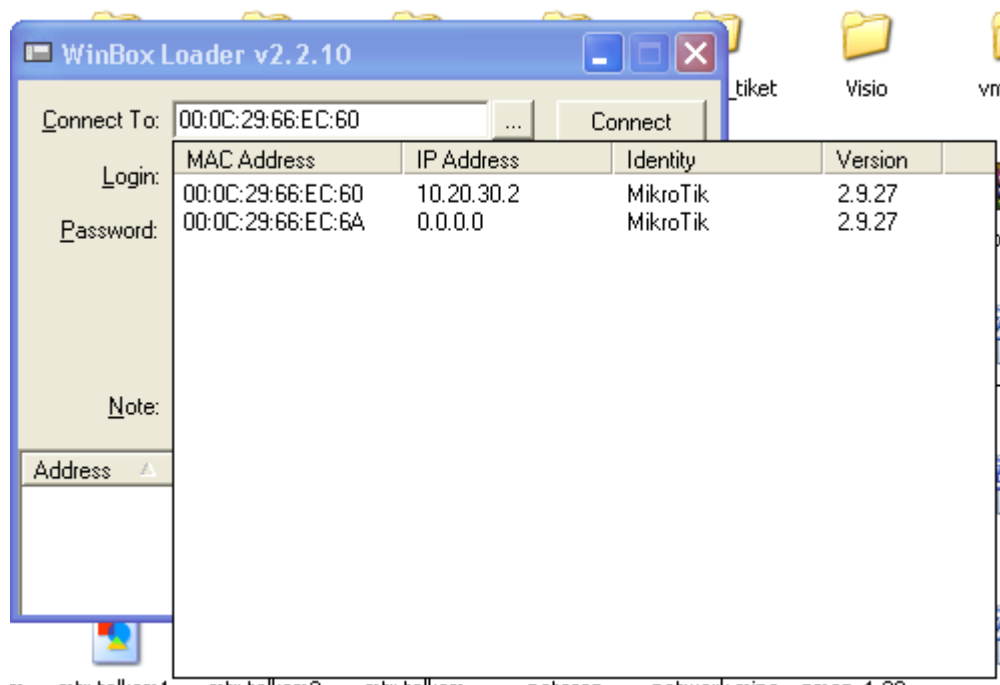 WinBox Loader v2.2.10
_tiket
Visio
Connect To: 00:0C:29:66:EC:60 ... Connect
MAC Address IP Address Identity Version
Login:
00:0C:29:66:EC:60 10.20.30.2 MikroTik 2.9.27
00:0C:29:66:EC:6A 0.0.0.0 MikroTik 2.9.27
Password:
Note:
Address